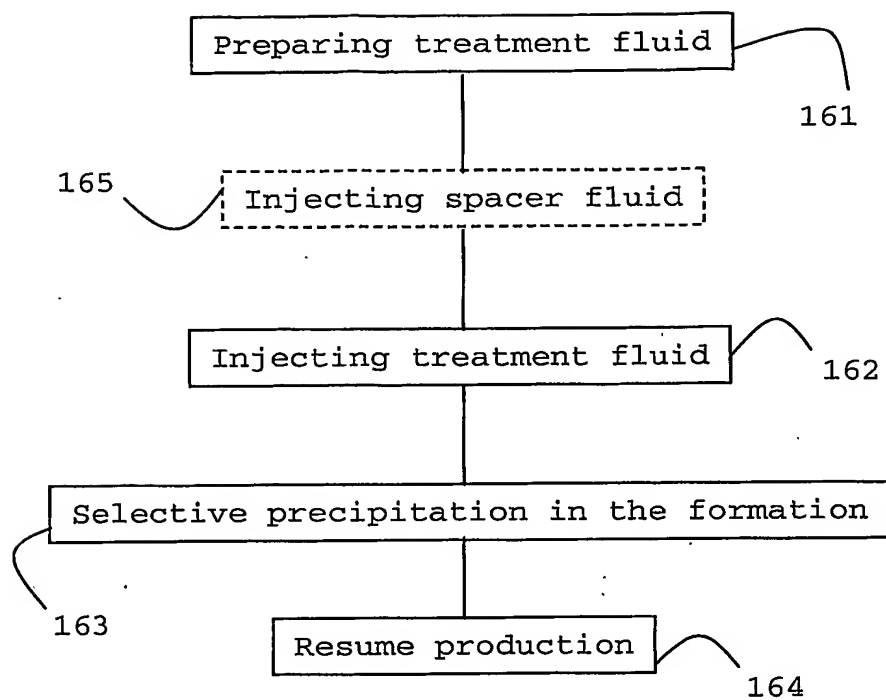 Preparing treatment fluid
161
165
Injecting spacer fluid
Injecting treatment fluid
162
Selective precipitation in the formation
163
Resume production
164